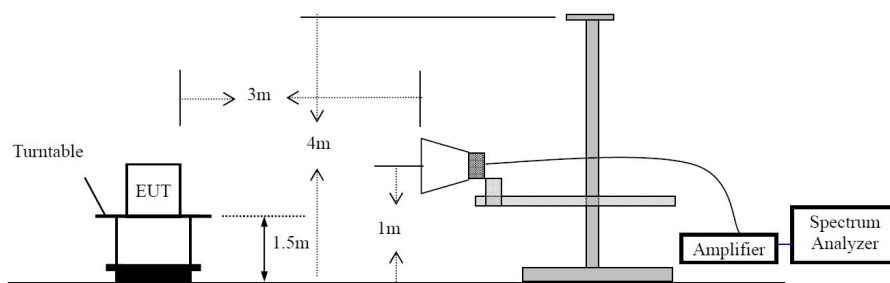 3m
4m
Turntable
EUT
1.5m
1m
Amplifier
Spectrum
Analyzer